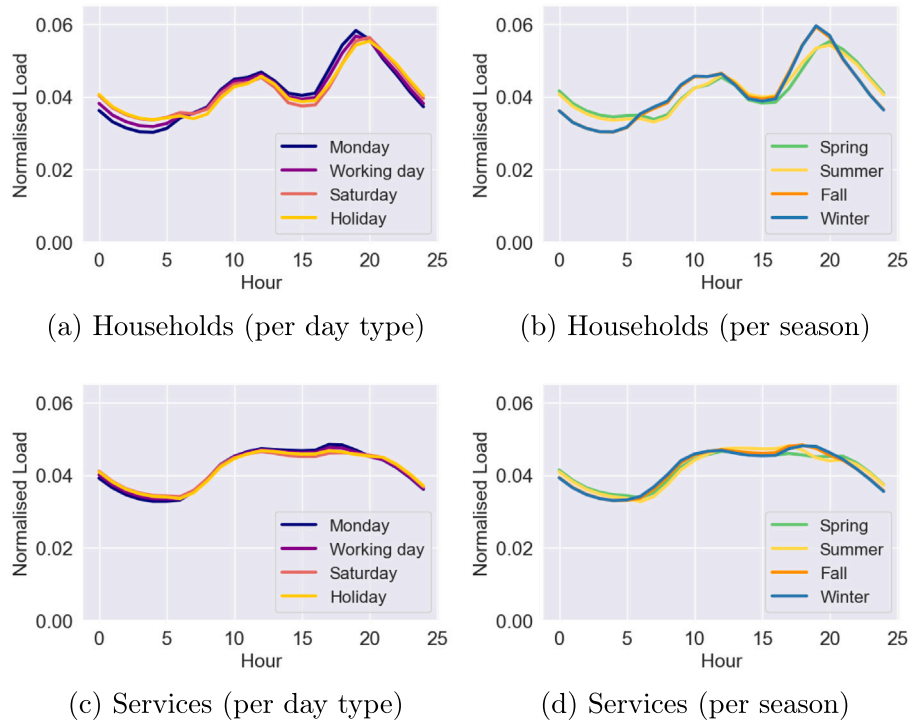 0.06
0.04
0.02
0.00
Normalised Load
Monday
Working day
Saturday
Holiday
0 5 10 15 20 25
Hour
(a) Households (per day type)
0.06
0.04
0.02
0.00
Normalised Load
Spring
Summer
Fall
Winter
0 5 10 15 20 25
Hour
(b) Households (per season)
0.06
0.04
0.02
0.00
Normalised Load
Monday
Working day
Saturday
Holiday
0 5 10 15 20 25
Hour
(c) Services (per day type)
0.06
0.04
0.02
0.00
Normalised Load
Spring
Summer
Fall
Winter
0 5 10 15 20 25
Hour
(d) Services (per season)